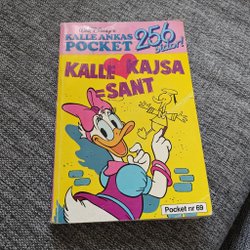 Walt Disney's
KALLE ANKAS
POCKET
256
sidor!
KALLE KAJSA
=SANT
Pocket nr 69